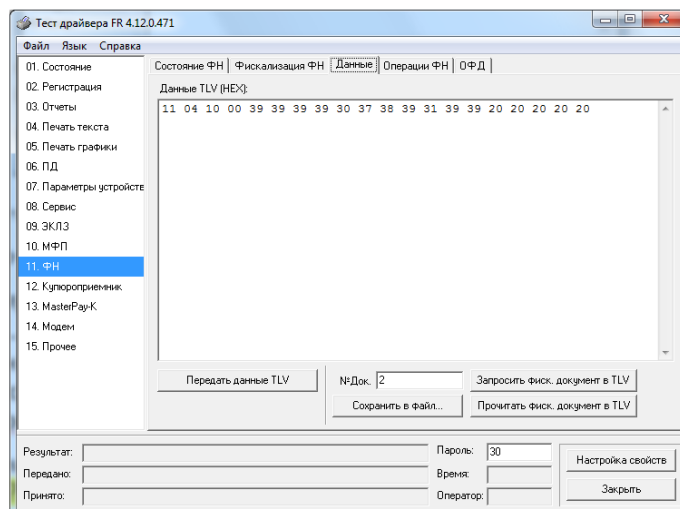 Тест драйвера FR 4.12.0.471
Файл Язык Справка
01. Состояние
02. Регистрация
03. Отчеты
04. Печать текста
05. Печать графики
06. ПД
07. Параметры устройств
08. Сервис
09. ЭКЛЗ
10. МФП
11. ФН
12. Купюроприемник
13. MasterPay-K
14. Модем
15. Прочее
Состояние ФН Фискализация ФН Данные Операции ФН ОФД
Данные TLV (HEX):
11 04 10 00 39 39 39 39 30 37 38 39 31 39 39 20 20 20 20 20
Передать данные TLV
№Док. 2
Запросить фиск. документ в TLV
Сохранить в файл...
Прочитать фиск. документ в TLV
Результат:
Передано:
Принято:
Пароль: 30
Время:
Оператор:
Настройка свойств
Закрыть